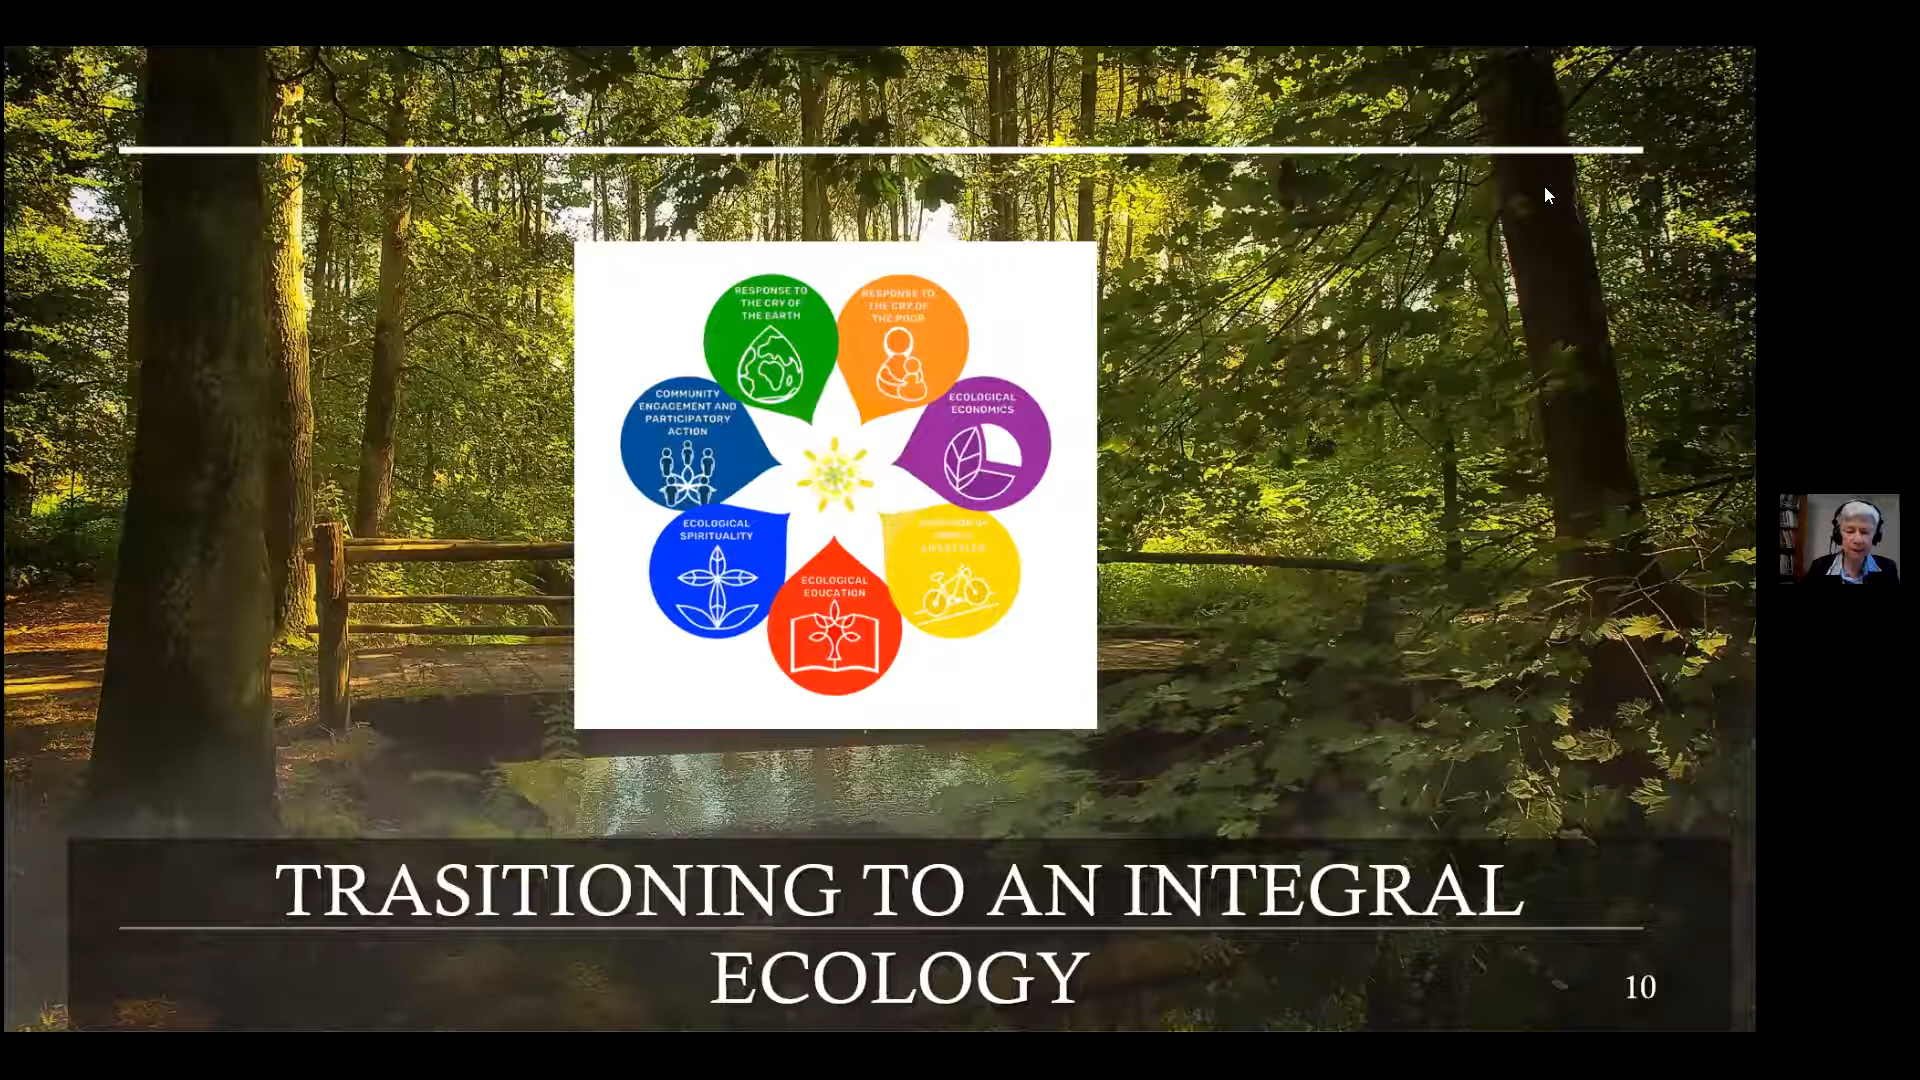 RESPONSE TO
THE CRY OF
THE EARTH
RESPONSE TO
THE CRY OF
THE POOR
COMMUNITY
ENGAGEMENT AND
PARTICIPATORY
ACTION
ECOLOGICAL
ECONOMICS
ECOLOGICAL
SPIRITUALITY
LIFESTYLES
ECOLOGICAL
EDUCATION
TRASITIONING TO AN INTEGRAL
ECOLOGY
10